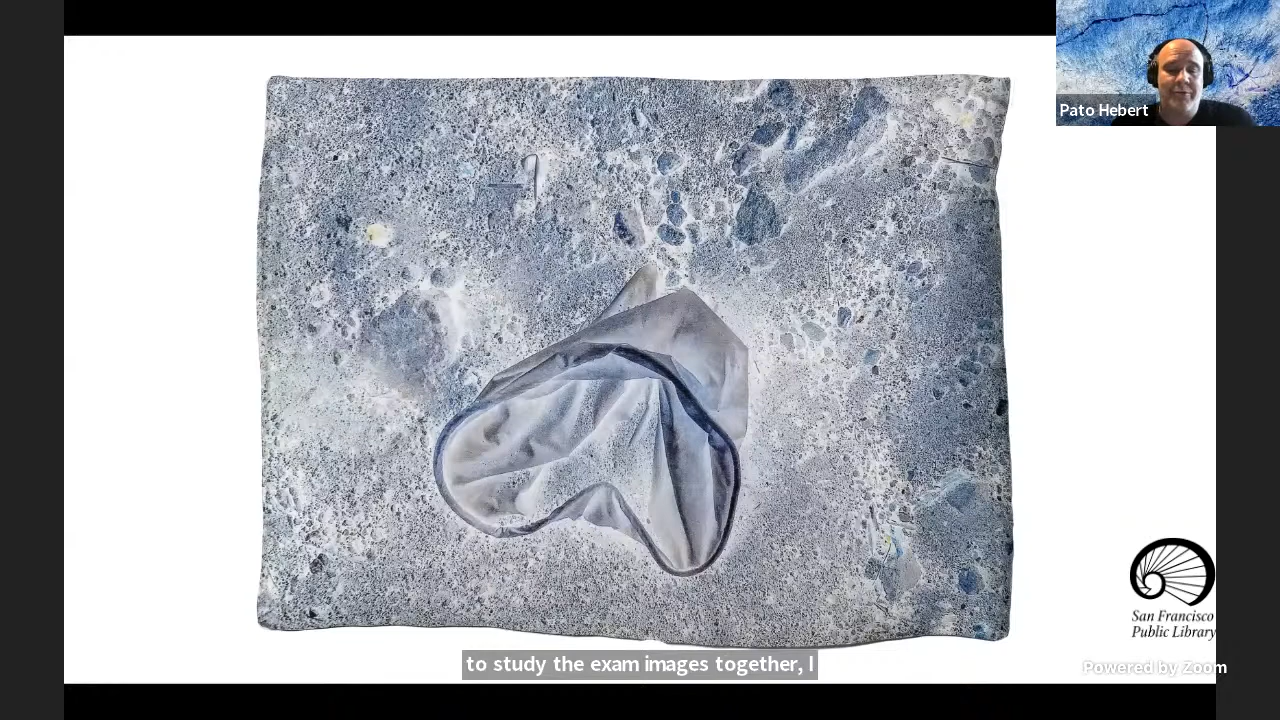 Pato Hebert
San Francisco
Public Library
to study the exam images together, I
Powered by Zoom